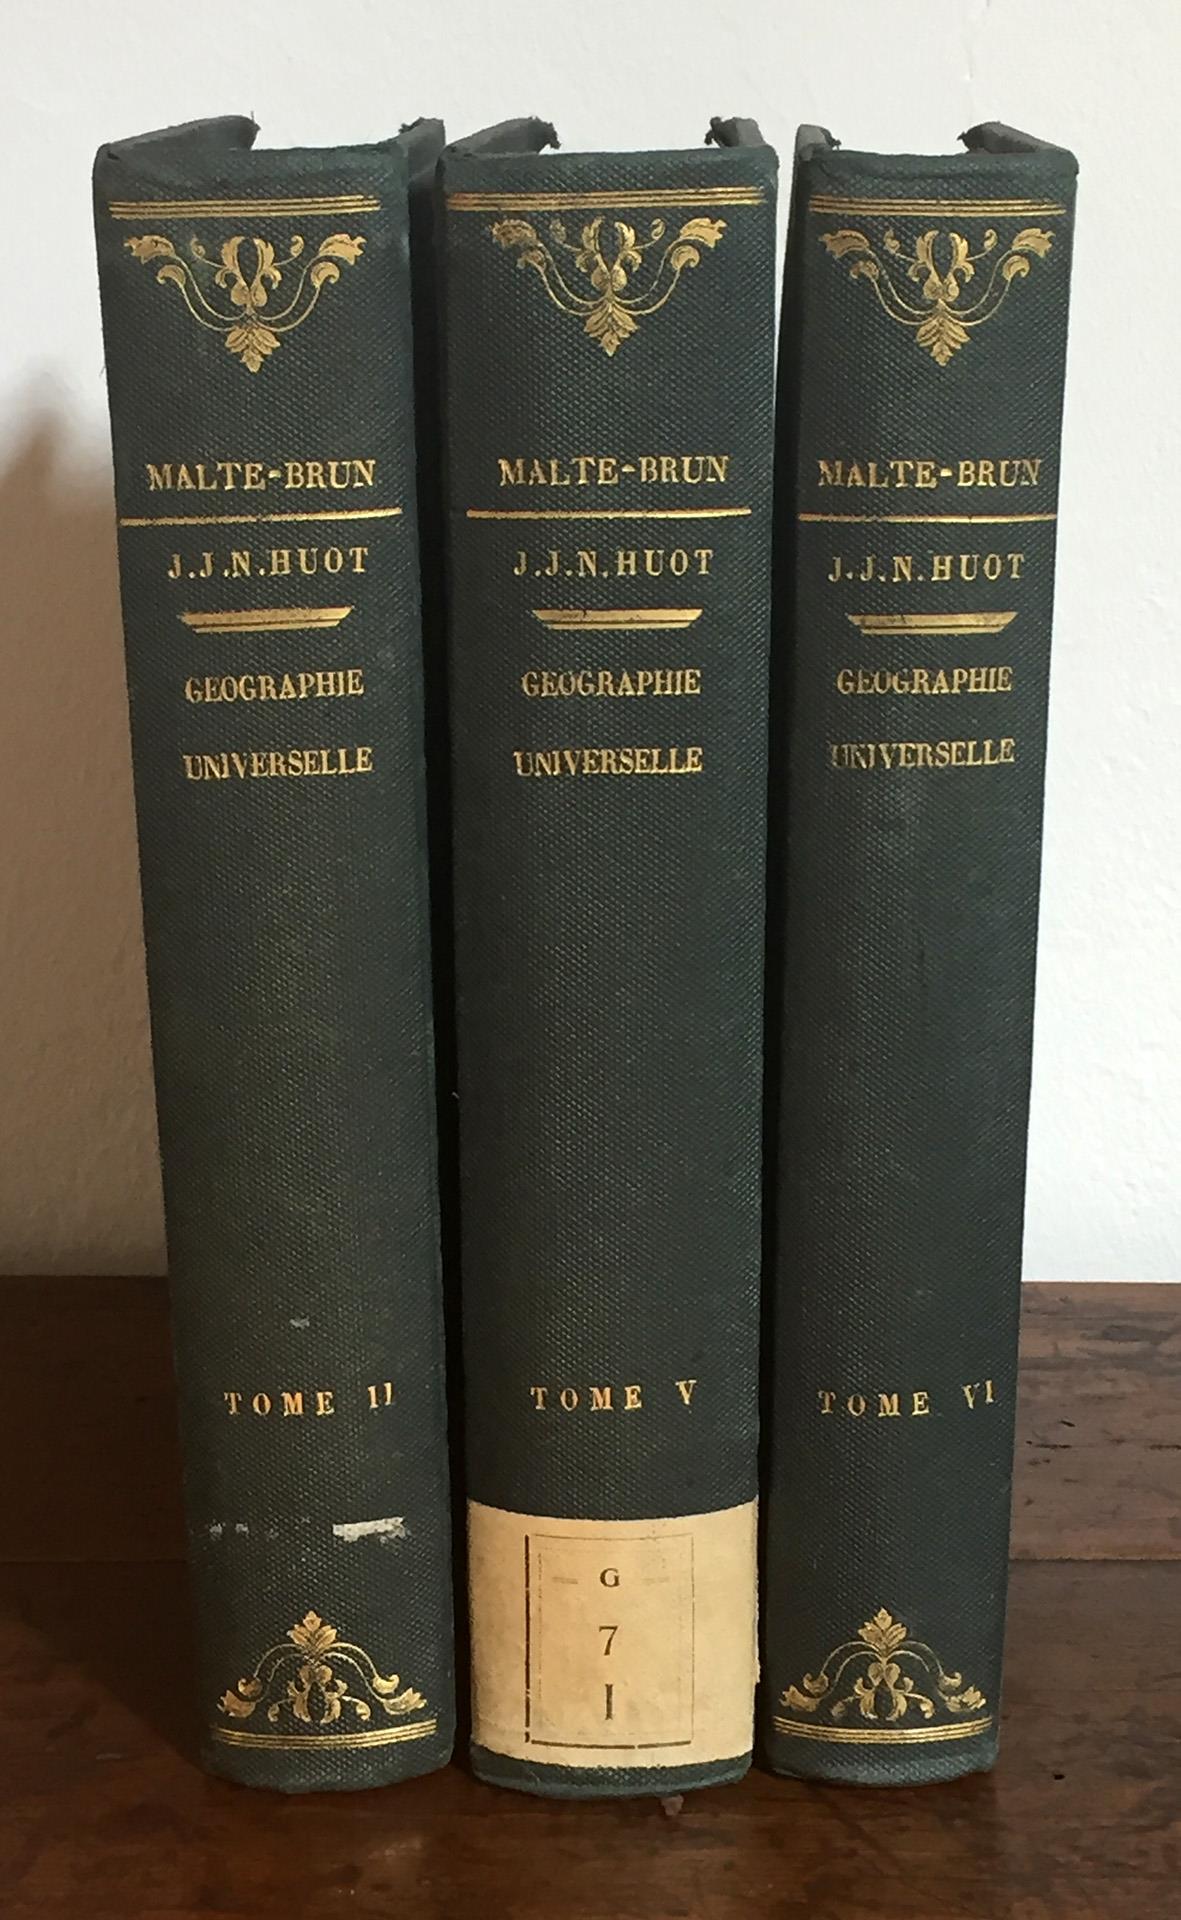 MALTE-BRUN
J.J.N.HUOT
GEOGRAPHIE
UNIVERSELLE
TOME II
MALTE-BRUN
J.J.N.HUOT
GEOGRAPHIE
UNIVERSELLE
TOME V
G
7
I
MALTE-BRUN
J.J.N.HUOT
GEOGRAPHIE
UNIVERSELLE
TOME VI